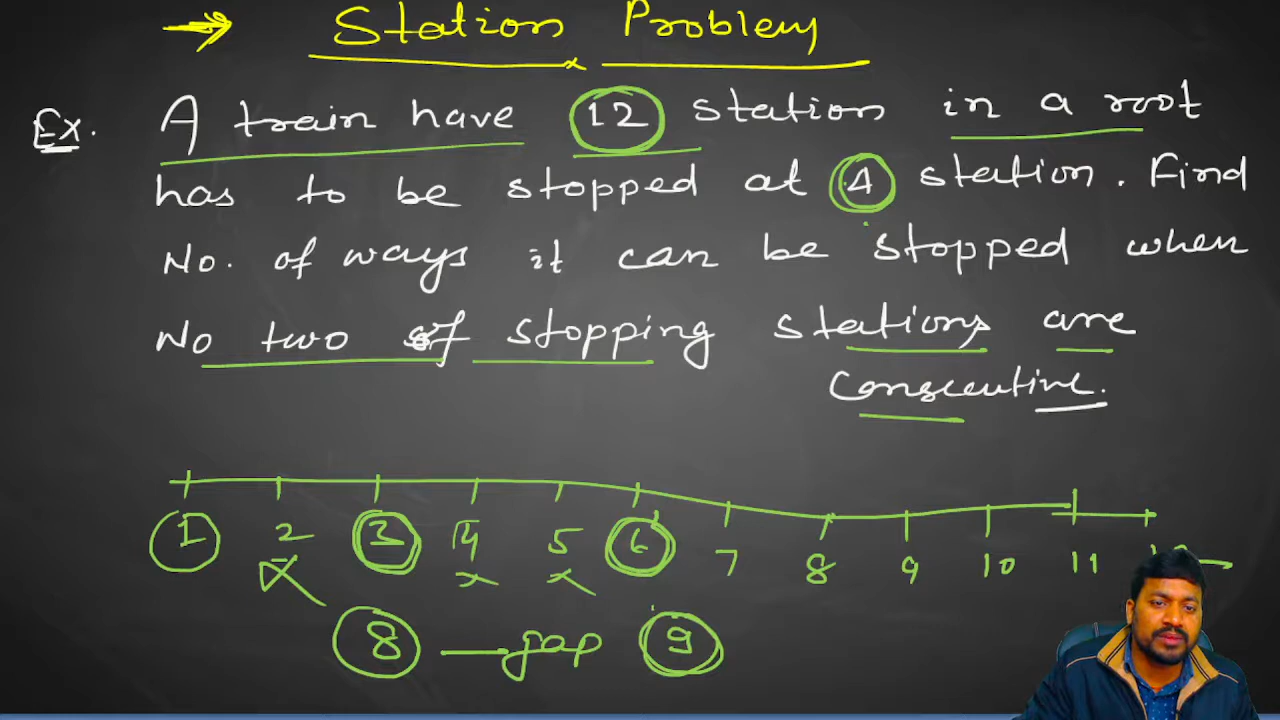 Station Problem
Ex. A train have 12 station in a root
has to be stopped at 4 station. Find
No. of ways it can be stopped when
No two of stopping stations are
Consecutive.
1 2 3 4 5 6 7 8 9 10 11
8 — gap 9